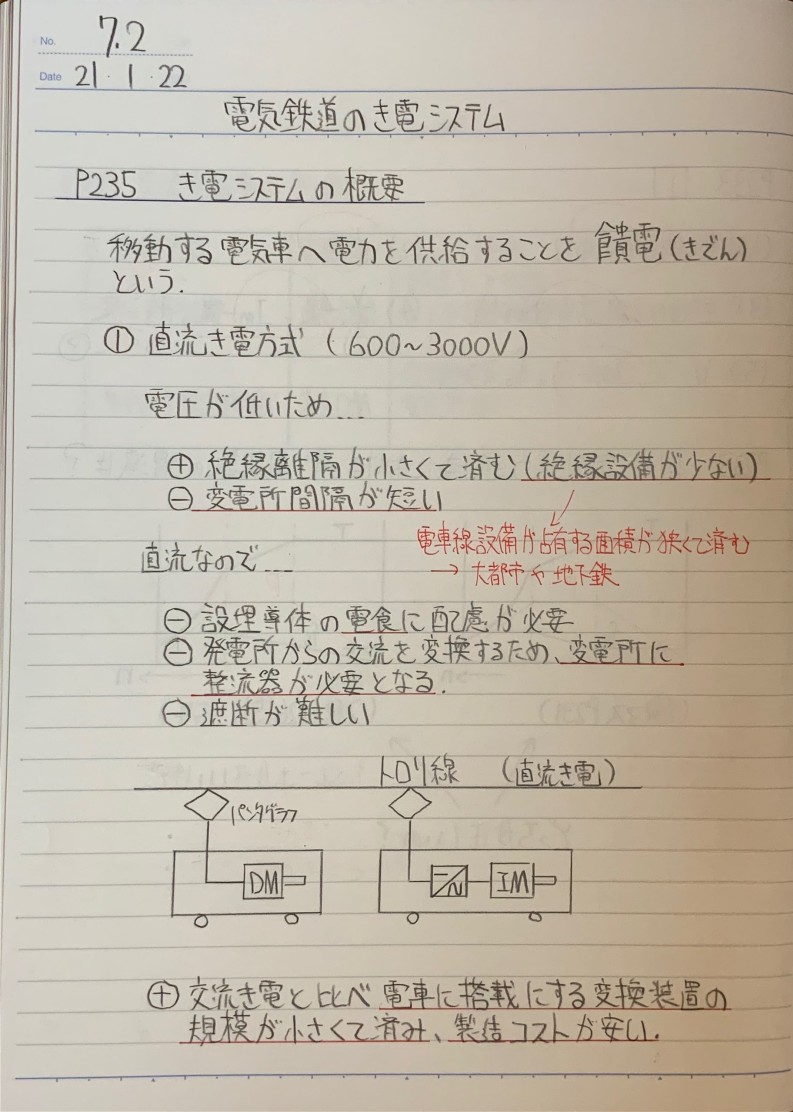 No. 7.2
Date 21・1・22
電気鉄道のき電システム
P235 き電システムの概要
移動する電気車へ電力を供給することを 饋電(きでん)
という.
① 直流き電方式 (600～3000V)
電圧が低いため...
⊕ 絶縁離隔が小さくて済む(絶縁設備が少ない)
⊖ 変電所間隔が短い
電車線設備が占有する面積が狭くて済む
→ 大都市や地下鉄
直流なので...
⊖ 設埋導体の電食に配慮が必要
⊖ 発電所からの交流を変換するため、変電所に
整流器が必要となる.
⊖ 遮断が難しい
トロリ線 (直流き電)
パンタグラフ
DM
IM
⊕ 交流き電と比べ電車に搭載にする変換装置の
規模が小さくて済み、製造コストが安い.